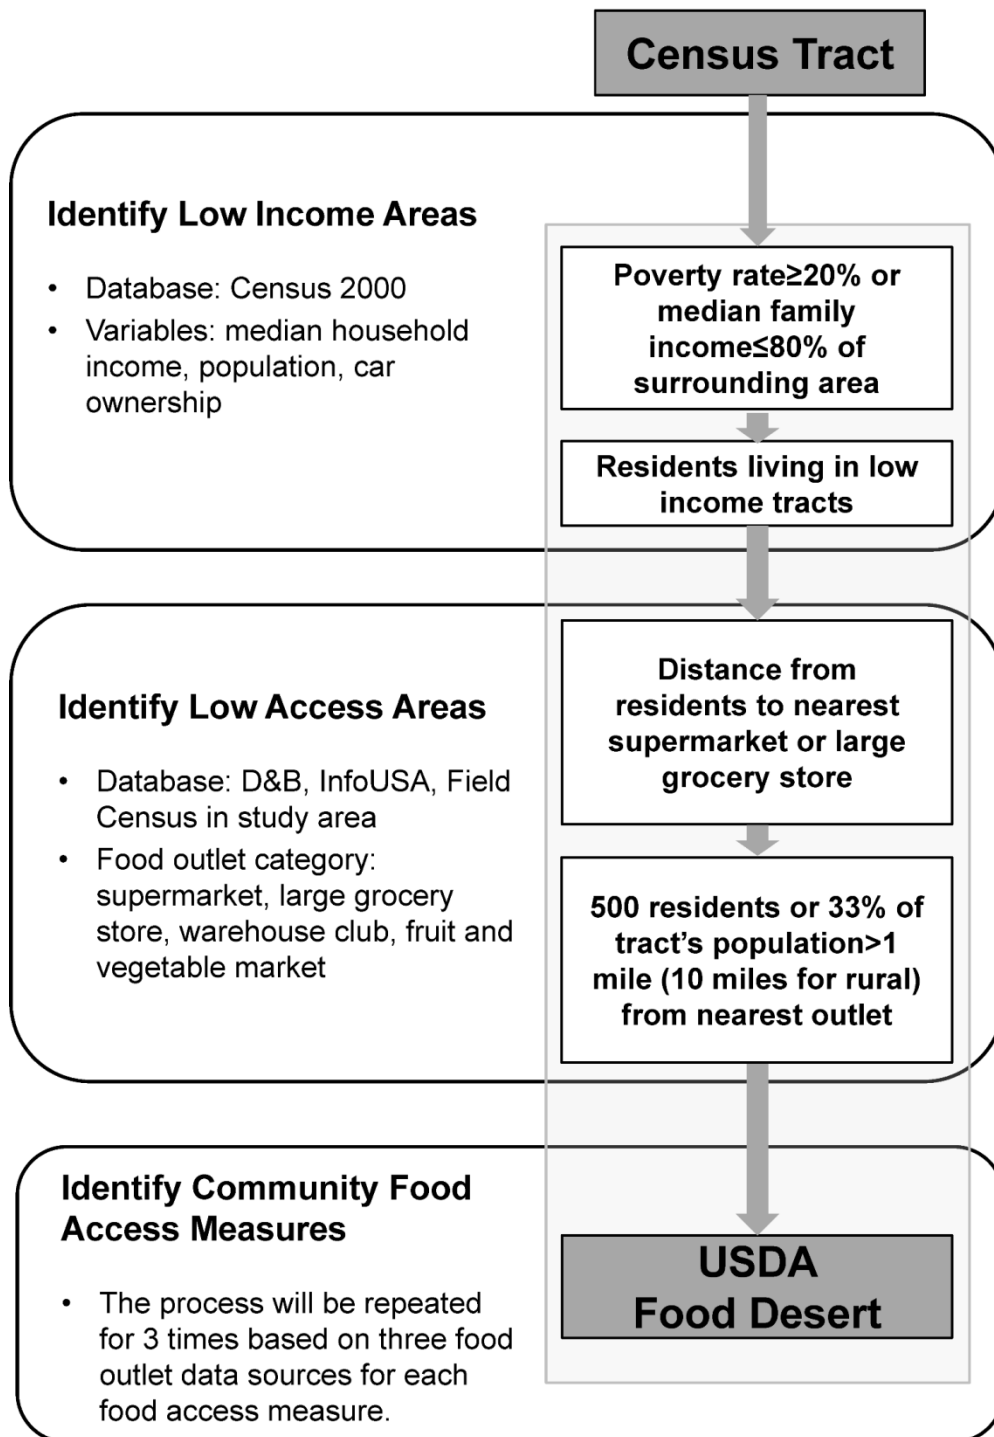 Census Tract
Identify Low Income Areas
• Database: Census 2000
• Variables: median household
income, population, car
ownership
Poverty rate≥20% or
median family
income≤80% of
surrounding area
Residents living in low
income tracts
Identify Low Access Areas
• Database: D&B, InfoUSA, Field
Census in study area
• Food outlet category:
supermarket, large grocery
store, warehouse club, fruit and
vegetable market
Distance from
residents to nearest
supermarket or large
grocery store
500 residents or 33% of
tract's population>1
mile (10 miles for rural)
from nearest outlet
Identify Community Food
Access Measures
• The process will be repeated
for 3 times based on three food
outlet data sources for each
food access measure.
USDA
Food Desert